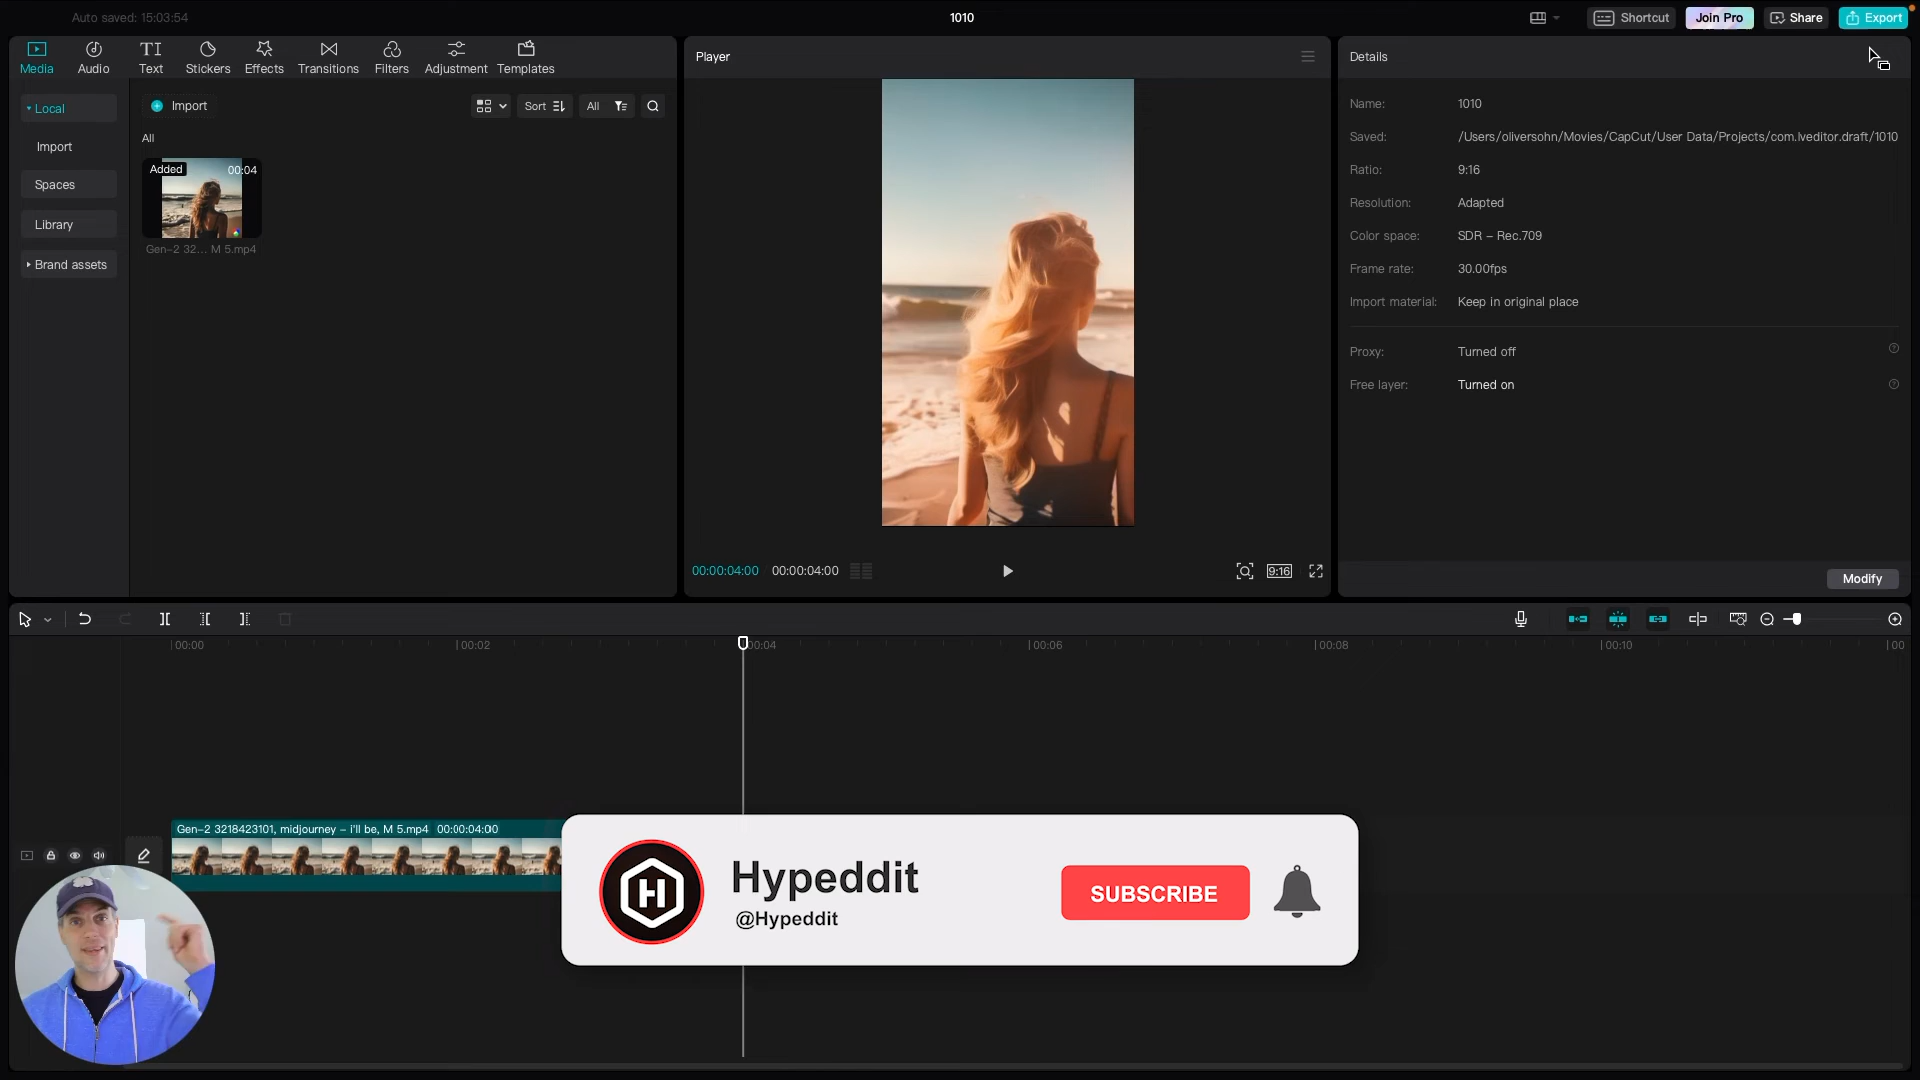 Auto saved: 15:03:54
1010
Shortcut
Join Pro
Share
Export
Media
Audio
TI
Text
Stickers
Effects
Transitions
Filters
Adjustment
Templates
Local
Import
Spaces
Library
Brand assets
Import
Sort
All
All
Added
00:04
Gen-2 32... M 5.mp4
Player
00:00:04:00
00:00:04:00
9:16
Details
Name: 1010
Saved: /Users/oliversohn/Movies/CapCut/User Data/Projects/com.lveditor.draft/1010
Ratio: 9:16
Resolution: Adapted
Color space: SDR – Rec.709
Frame rate: 30.00fps
Import material: Keep in original place
Proxy: Turned off
Free layer: Turned on
Modify
00:00
00:02
00:04
00:06
00:08
00:10
00
Gen-2 3218423101, midjourney – i'll be, M 5.mp4 00:00:04:00
H
Hypeddit
@Hypeddit
SUBSCRIBE